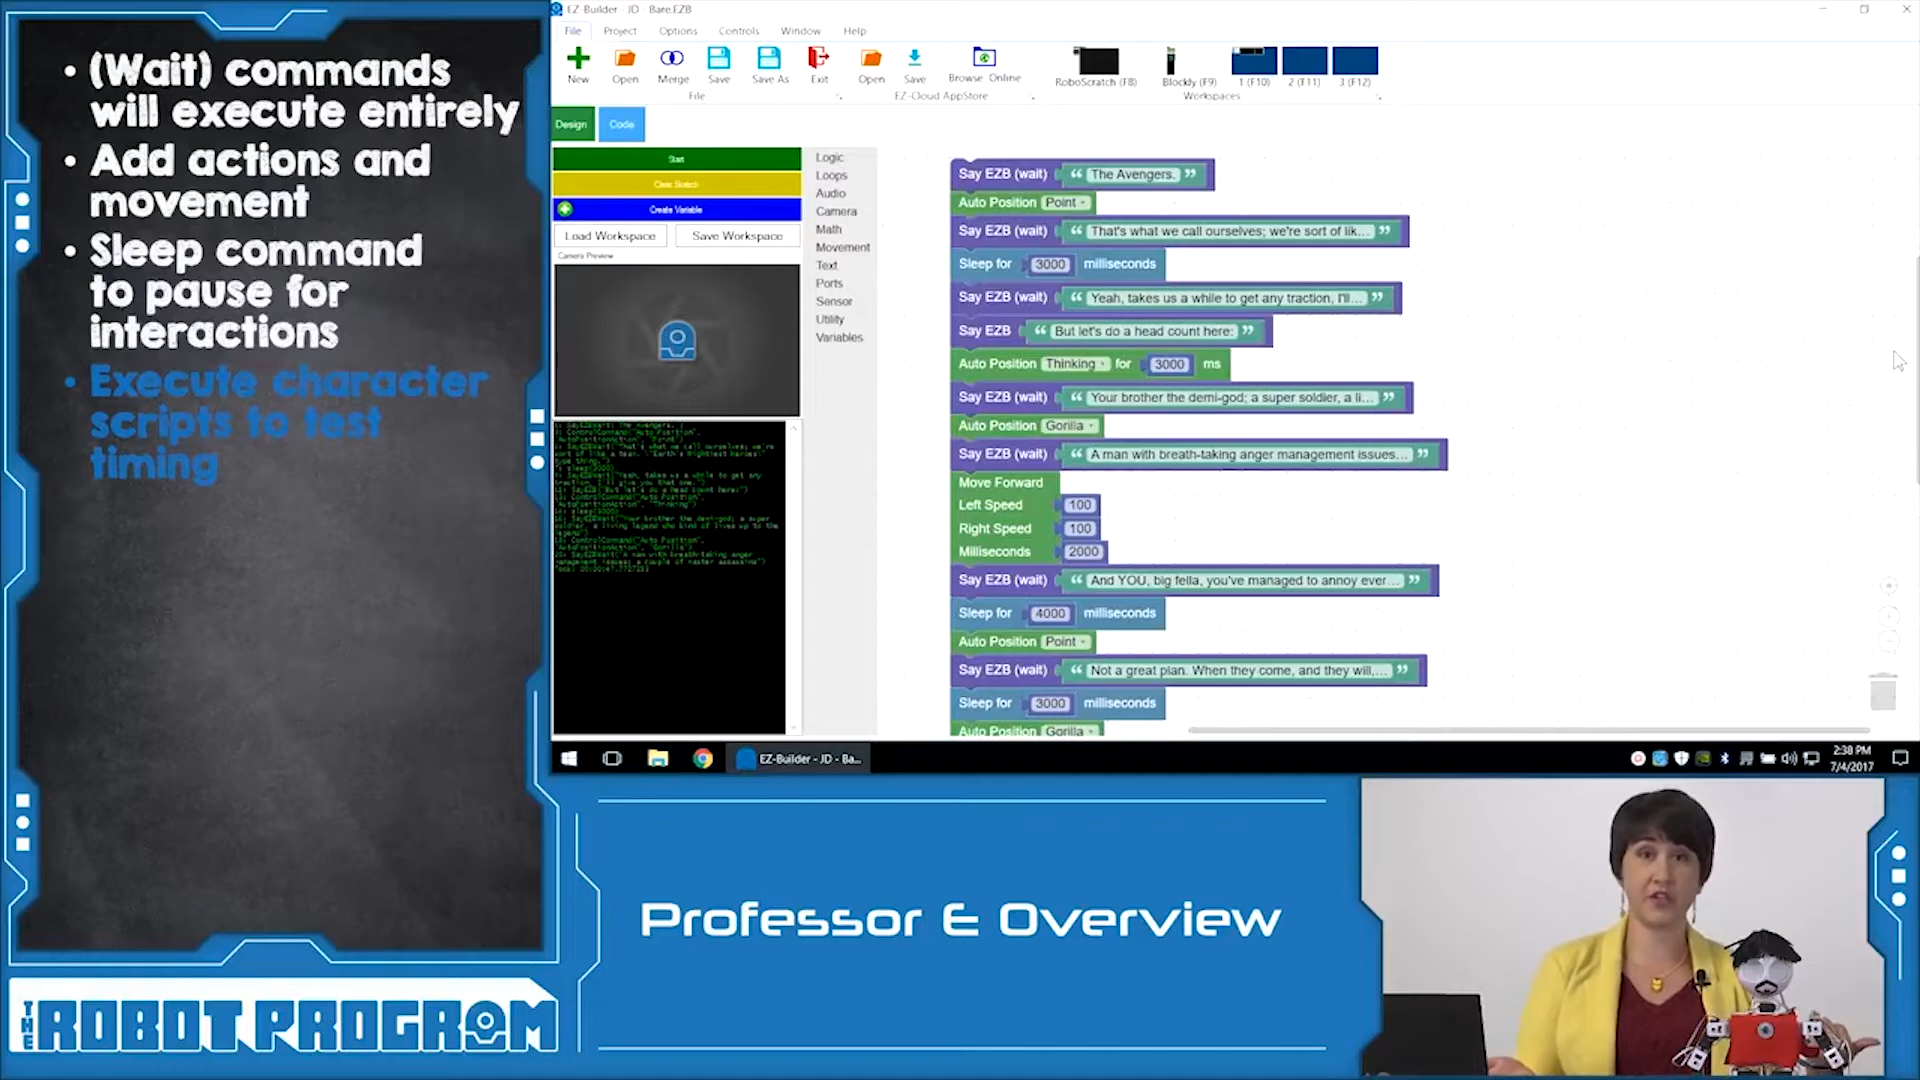 • (Wait) commands
will execute entirely
• Add actions and
movement
• Sleep command
to pause for
interactions
• Execute character
scripts to test
timing
THE ROBOT PROGRAM
EZ-Builder - JD - Bare.EZB
File Project Options Controls Window Help
New Open Merge Save Save As Exit Open Save Browse Online RoboScratch (F8) Blockly (F9) 1 (F10) 2 (F11) 3 (F12)
File EZ-Cloud AppStore Workspaces
Design Code
Start
Clear Sketch
Create Variable
Load Workspace Save Workspace
Camera Preview
Logic
Loops
Audio
Camera
Math
Movement
Text
Ports
Sensor
Utility
Variables
Say EZB (wait) “ The Avengers. ”
Auto Position Point
Say EZB (wait) “ That's what we call ourselves; we're sort of lik... ”
Sleep for 3000 milliseconds
Say EZB (wait) “ Yeah, takes us a while to get any traction, I'll... ”
Say EZB “ But let's do a head count here: ”
Auto Position Thinking for 3000 ms
Say EZB (wait) “ Your brother the demi-god; a super soldier, a li... ”
Auto Position Gorilla
Say EZB (wait) “ A man with breath-taking anger management issues... ”
Move Forward
Left Speed 100
Right Speed 100
Milliseconds 2000
Say EZB (wait) “ And YOU, big fella, you've managed to annoy ever... ”
Sleep for 4000 milliseconds
Auto Position Point
Say EZB (wait) “ Not a great plan. When they come, and they will,... ”
Sleep for 3000 milliseconds
Auto Position Gorilla
EZ-Builder - JD - Ba...
2:38 PM
7/4/2017
Professor E Overview